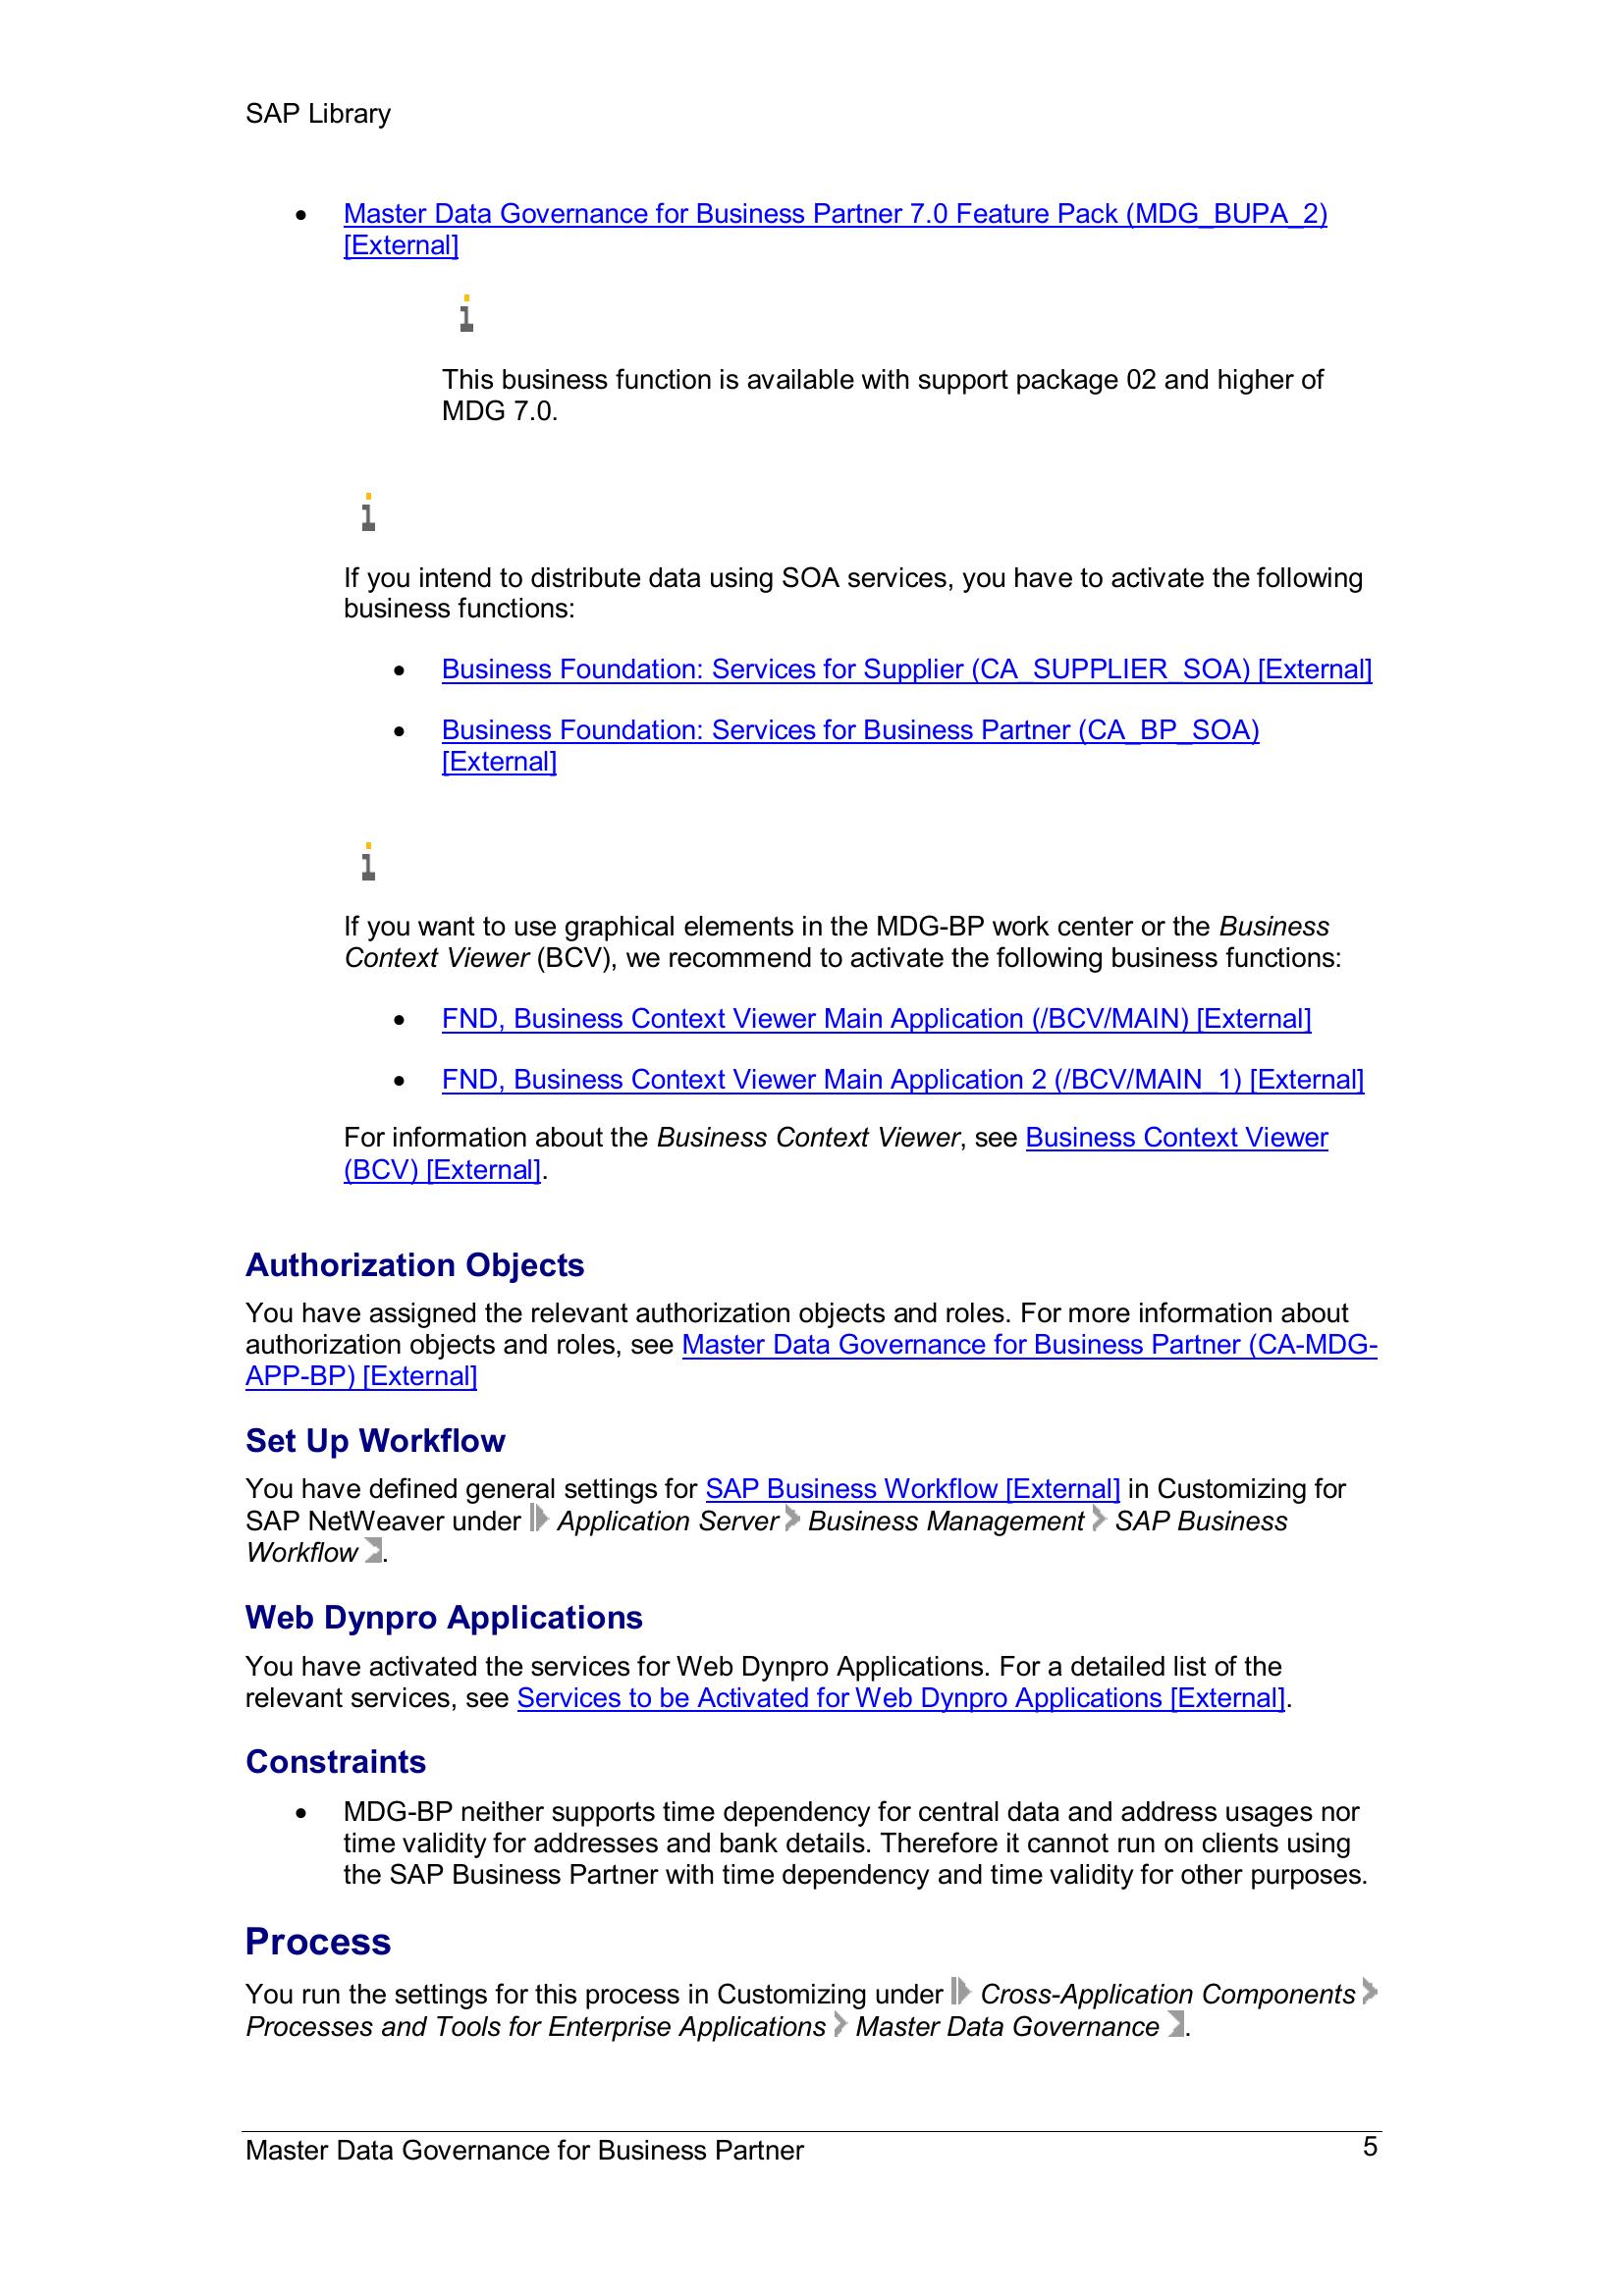 SAP Library
• Master Data Governance for Business Partner 7.0 Feature Pack (MDG_BUPA_2)
[External]
This business function is available with support package 02 and higher of
MDG 7.0.
If you intend to distribute data using SOA services, you have to activate the following
business functions:
• Business Foundation: Services for Supplier (CA_SUPPLIER_SOA) [External]
• Business Foundation: Services for Business Partner (CA_BP_SOA)
[External]
If you want to use graphical elements in the MDG-BP work center or the Business
Context Viewer (BCV), we recommend to activate the following business functions:
• FND, Business Context Viewer Main Application (/BCV/MAIN) [External]
• FND, Business Context Viewer Main Application 2 (/BCV/MAIN_1) [External]
For information about the Business Context Viewer, see Business Context Viewer
(BCV) [External].
Authorization Objects
You have assigned the relevant authorization objects and roles. For more information about
authorization objects and roles, see Master Data Governance for Business Partner (CA-MDG-
APP-BP) [External]
Set Up Workflow
You have defined general settings for SAP Business Workflow [External] in Customizing for
SAP NetWeaver under Application Server Business Management SAP Business
Workflow .
Web Dynpro Applications
You have activated the services for Web Dynpro Applications. For a detailed list of the
relevant services, see Services to be Activated for Web Dynpro Applications [External].
Constraints
• MDG-BP neither supports time dependency for central data and address usages nor
time validity for addresses and bank details. Therefore it cannot run on clients using
the SAP Business Partner with time dependency and time validity for other purposes.
Process
You run the settings for this process in Customizing under Cross-Application Components
Processes and Tools for Enterprise Applications Master Data Governance .
Master Data Governance for Business Partner 5